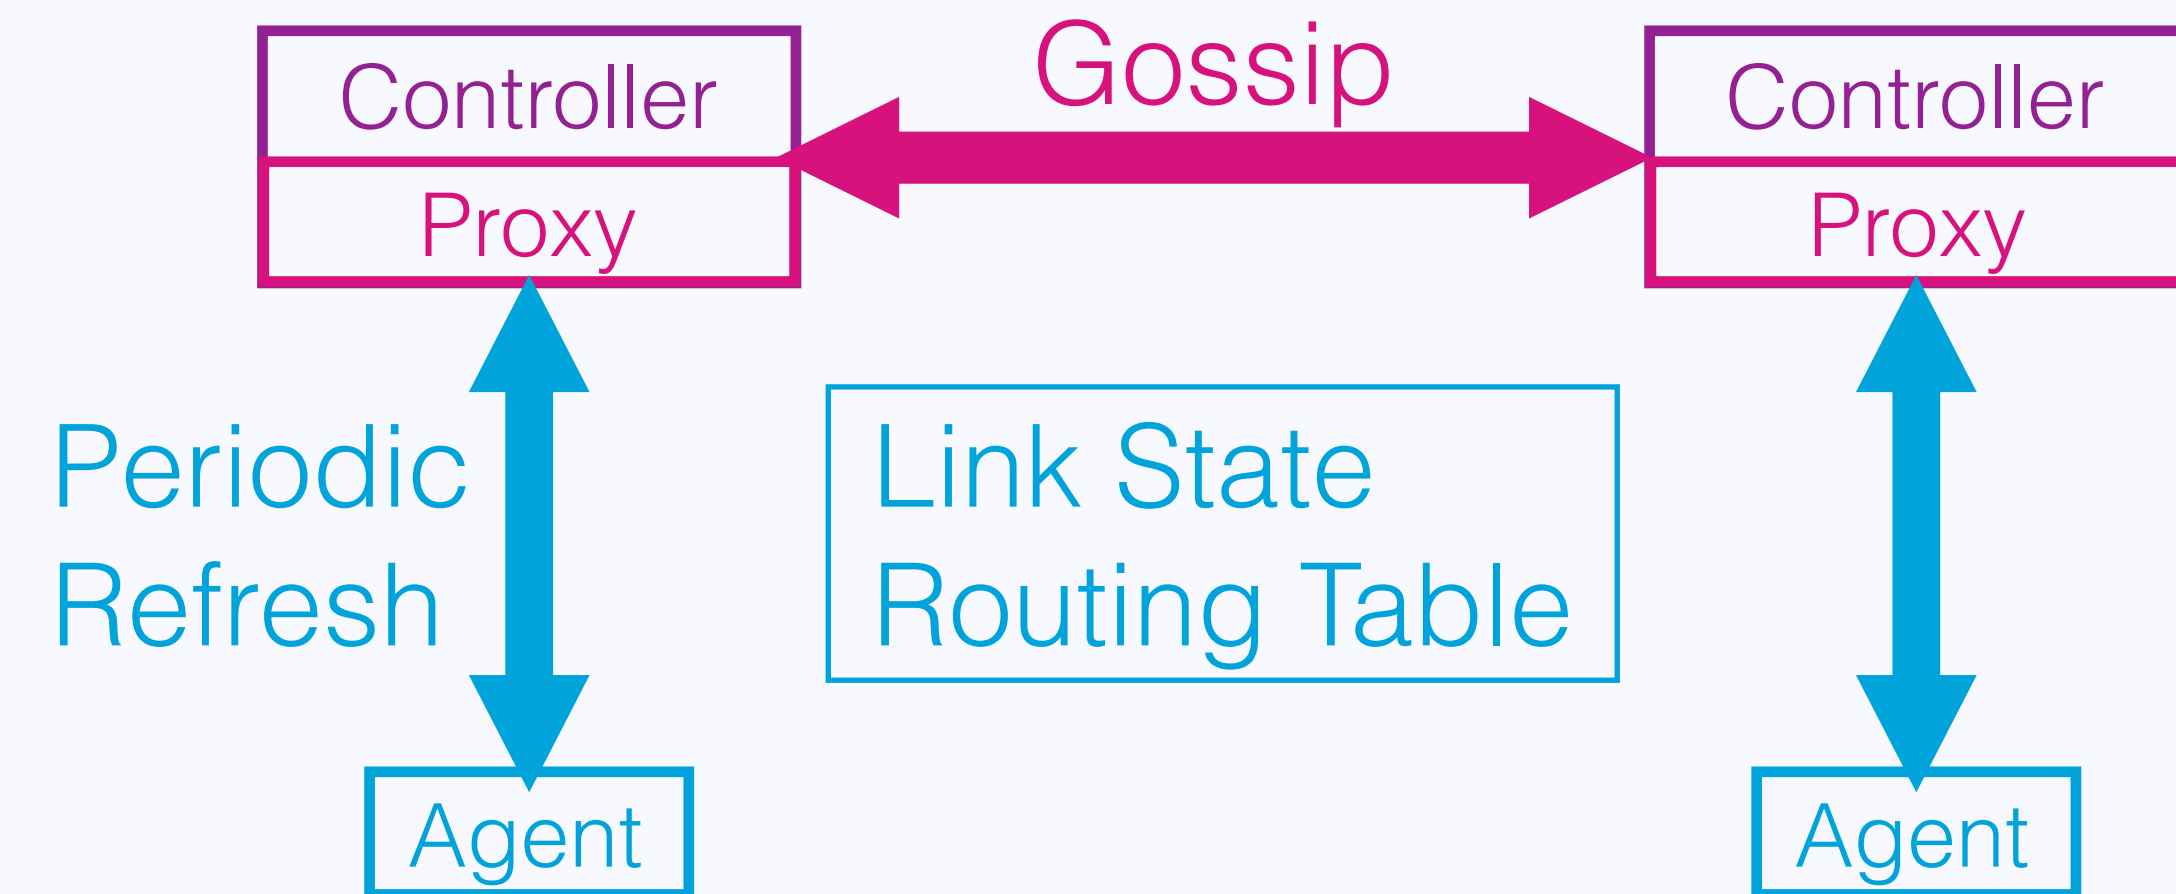 Gossip
Controller
Controller
Proxy
Proxy
Periodic
Refresh
Link State
Routing Table
Agent
Agent